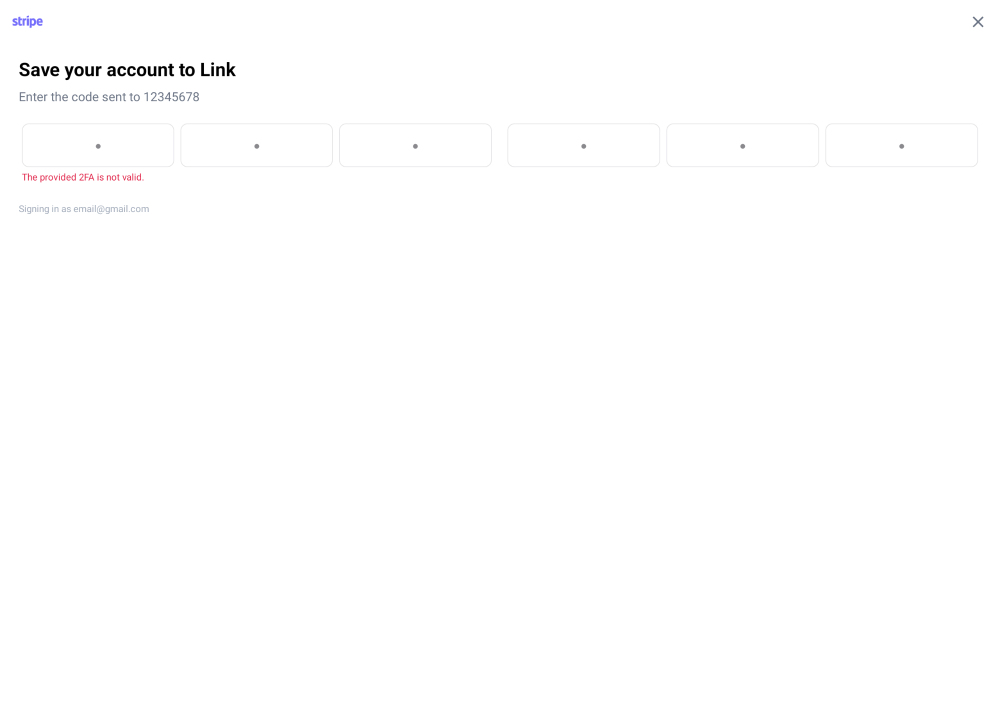 stripe
Save your account to Link
Enter the code sent to 12345678
The provided 2FA is not valid.
Signing in as email@gmail.com